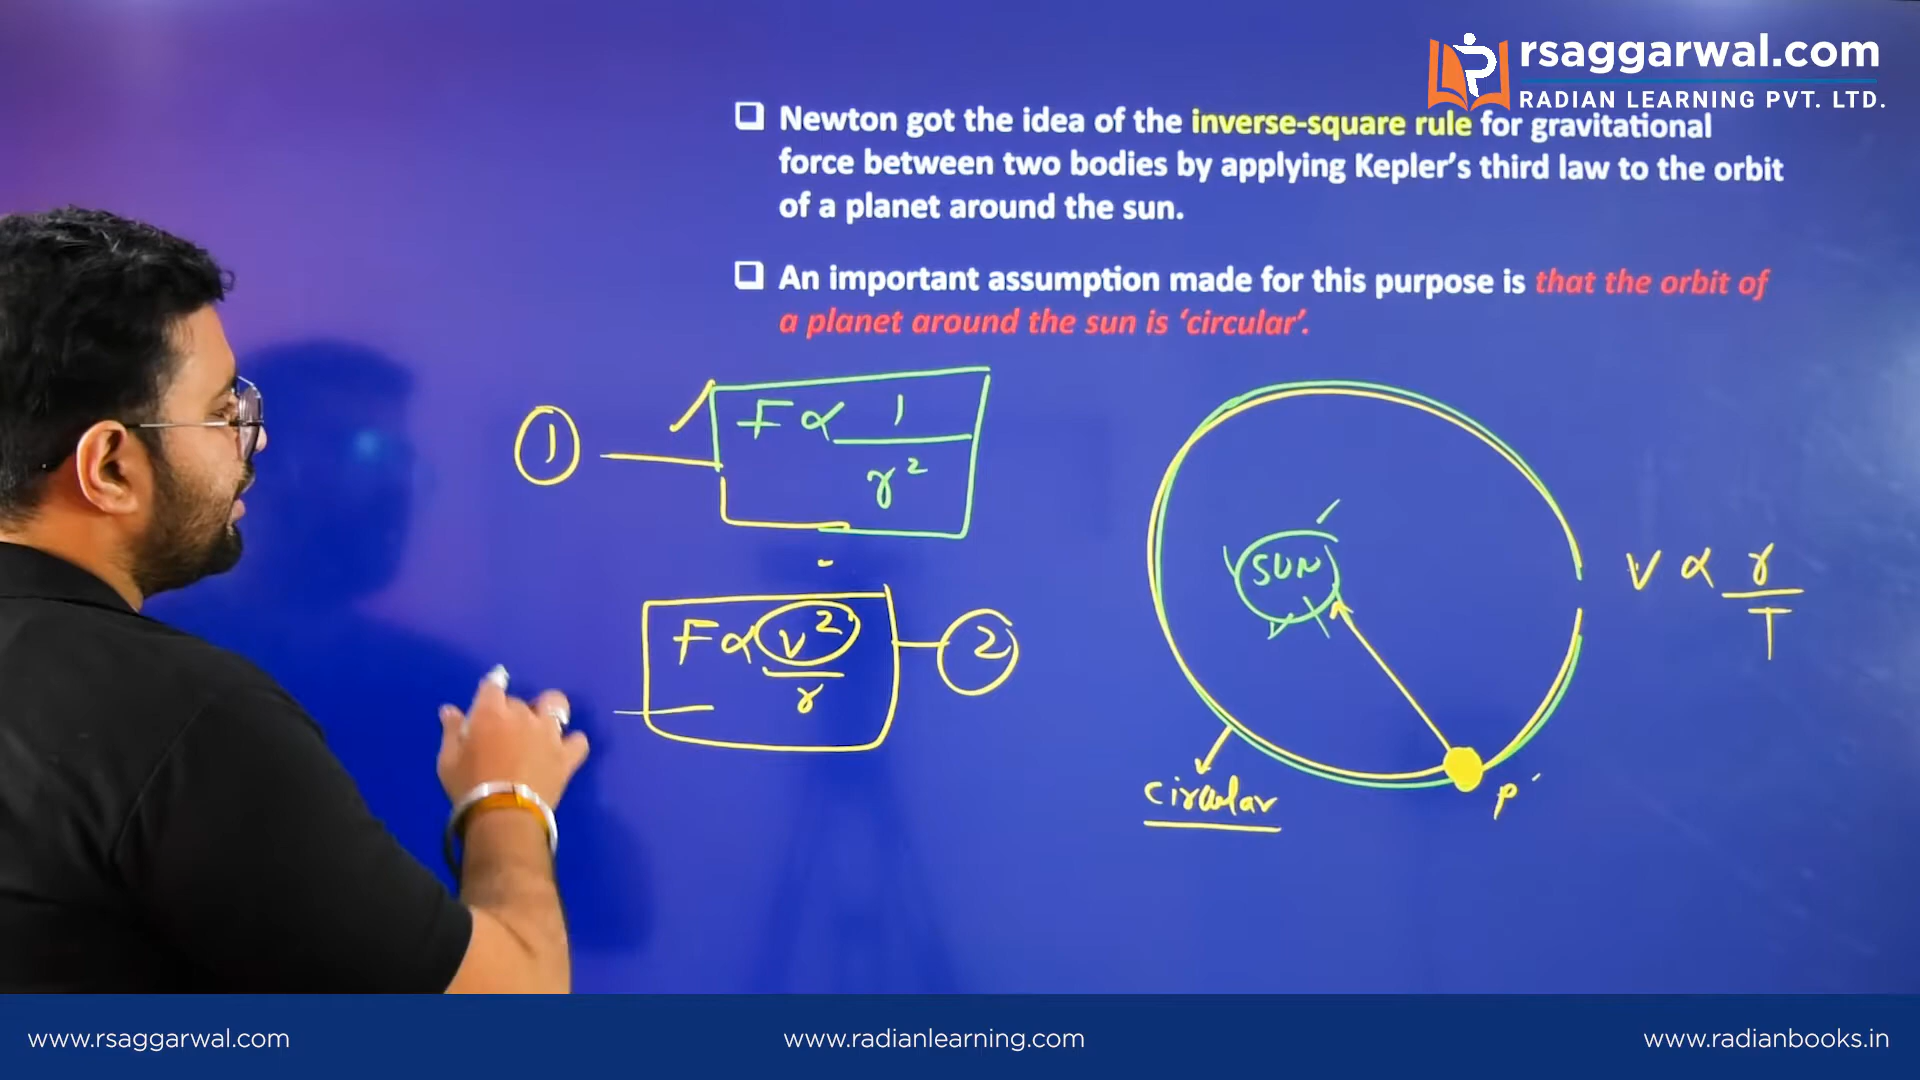 rsaggarwal.com
RADIAN LEARNING PVT. LTD.
❑ Newton got the idea of the inverse-square rule for gravitational
force between two bodies by applying Kepler’s third law to the orbit
of a planet around the sun.
❑ An important assumption made for this purpose is that the orbit of
a planet around the sun is ‘circular’.
1
F ∝ 1
r²
SUN
V ∝ r
T
F ∝ v²
r
2
circular
P
www.rsaggarwal.com
www.radianlearning.com
www.radianbooks.in